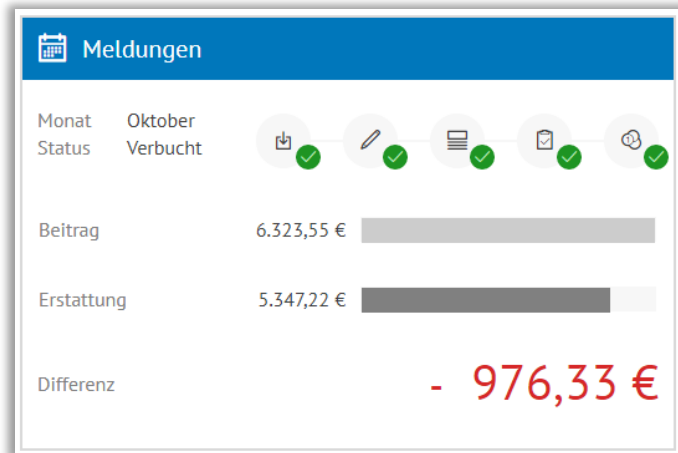 Meldungen
Monat Oktober
Status Verbucht
Beitrag 6.323,55 €
Erstattung 5.347,22 €
Differenz - 976,33 €